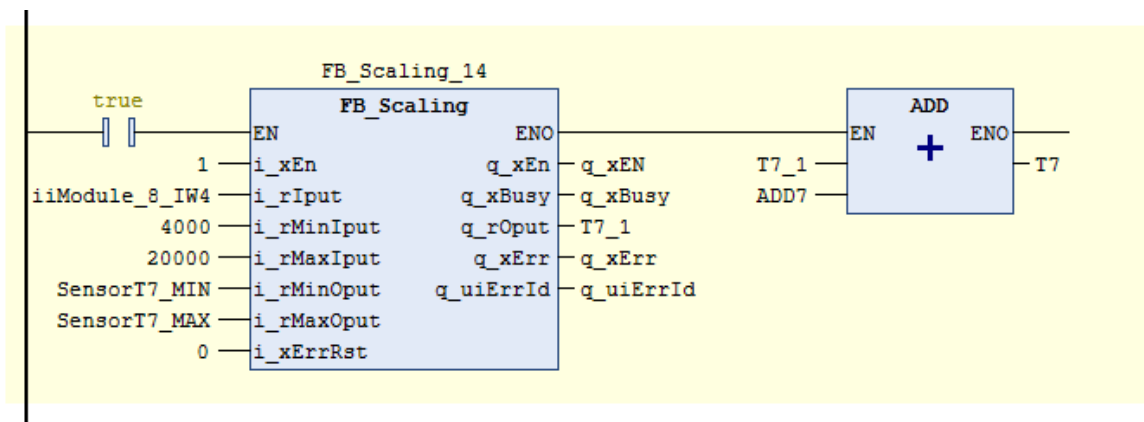 FB_Scaling_14
true FB_Scaling ADD
EN ENO EN ENO
1 i_xEn q_xEn q_xEN T7_1 T7
iiModule_8_IW4 i_rIput q_xBusy q_xBusy ADD7
4000 i_rMinIput q_rOput T7_1
20000 i_rMaxIput q_xErr q_xErr
SensorT7_MIN i_rMinOput q_uiErrId q_uiErrId
SensorT7_MAX i_rMaxOput
0 i_xErrRst